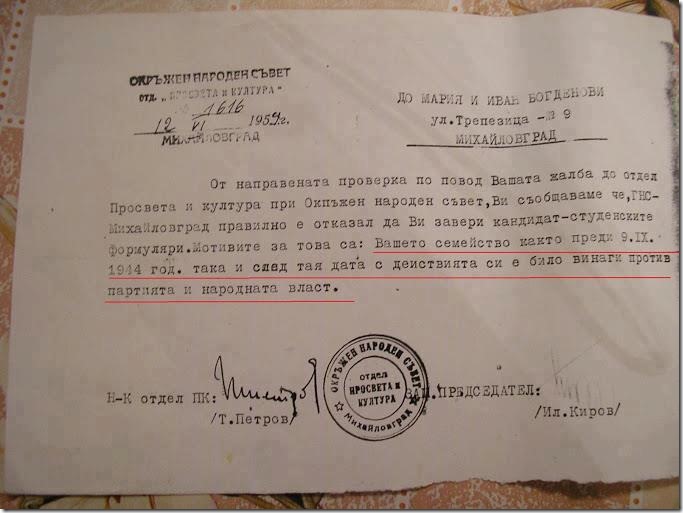 ОКРЪЖЕН НАРОДЕН СЪВЕТ
ОТД. „ПРОСВЕТА И КУЛТУРА"
1616
12 VI 1959г.
МИХАЙЛОВГРАД
ДО МАРИЯ И ИВАН БОГДЕНОВИ
ул.Трепезица -№ 9
МИХАЙЛОВГРАД
От направената проверка по повод Вашата жалба до отдел
Просвета и култура при Окпъжен народен съвет,Ви съобщаваме че,ГНС-
Михайловград правилно е отказал да Ви завери кандидат-студенските
формуляри.Мотивите за това са: Вашето семейство както преди 9.IX.
1944 год. така и след тая дата с действията си е било винаги против
партията и народната власт.
Н-К отдел ПК:
/Т.Петров/
ОКРЪЖЕН НАРОДЕН СЪВЕТ
ОТДЕЛ
ПРОСВЕТА И
КУЛТУРА
Михайловград
ЗАМ.ПРЕДСЕДАТЕЛ:
/Ил.Киров/